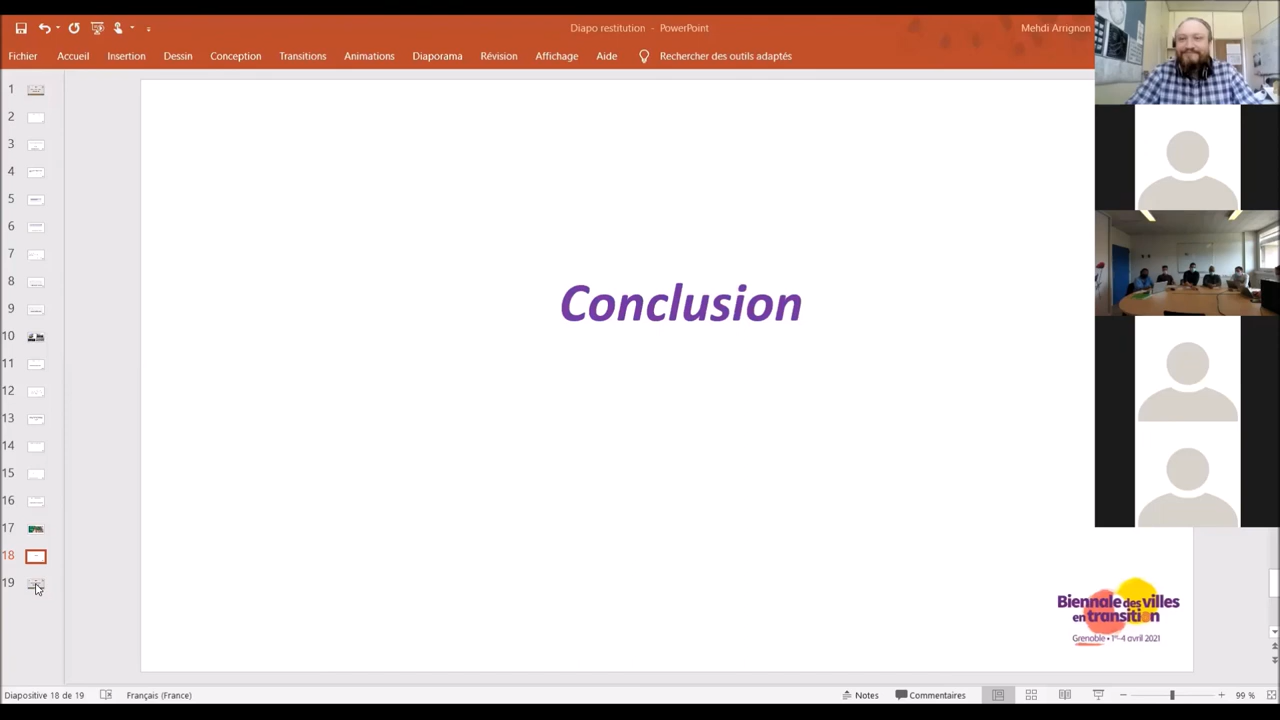 Diapo restitution - PowerPoint
Mehdi Arrignon
Fichier Accueil Insertion Dessin Conception Transitions Animations Diaporama Révision Affichage Aide Rechercher des outils adaptés
1
2
3
4
5
6
7
8
9
10
11
12
13
14
15
16
17
18
19
Conclusion
Biennale des villes
en transition
Grenoble • 1er-4 avril 2021
Diapositive 18 de 19 Français (France) Notes Commentaires 99 %